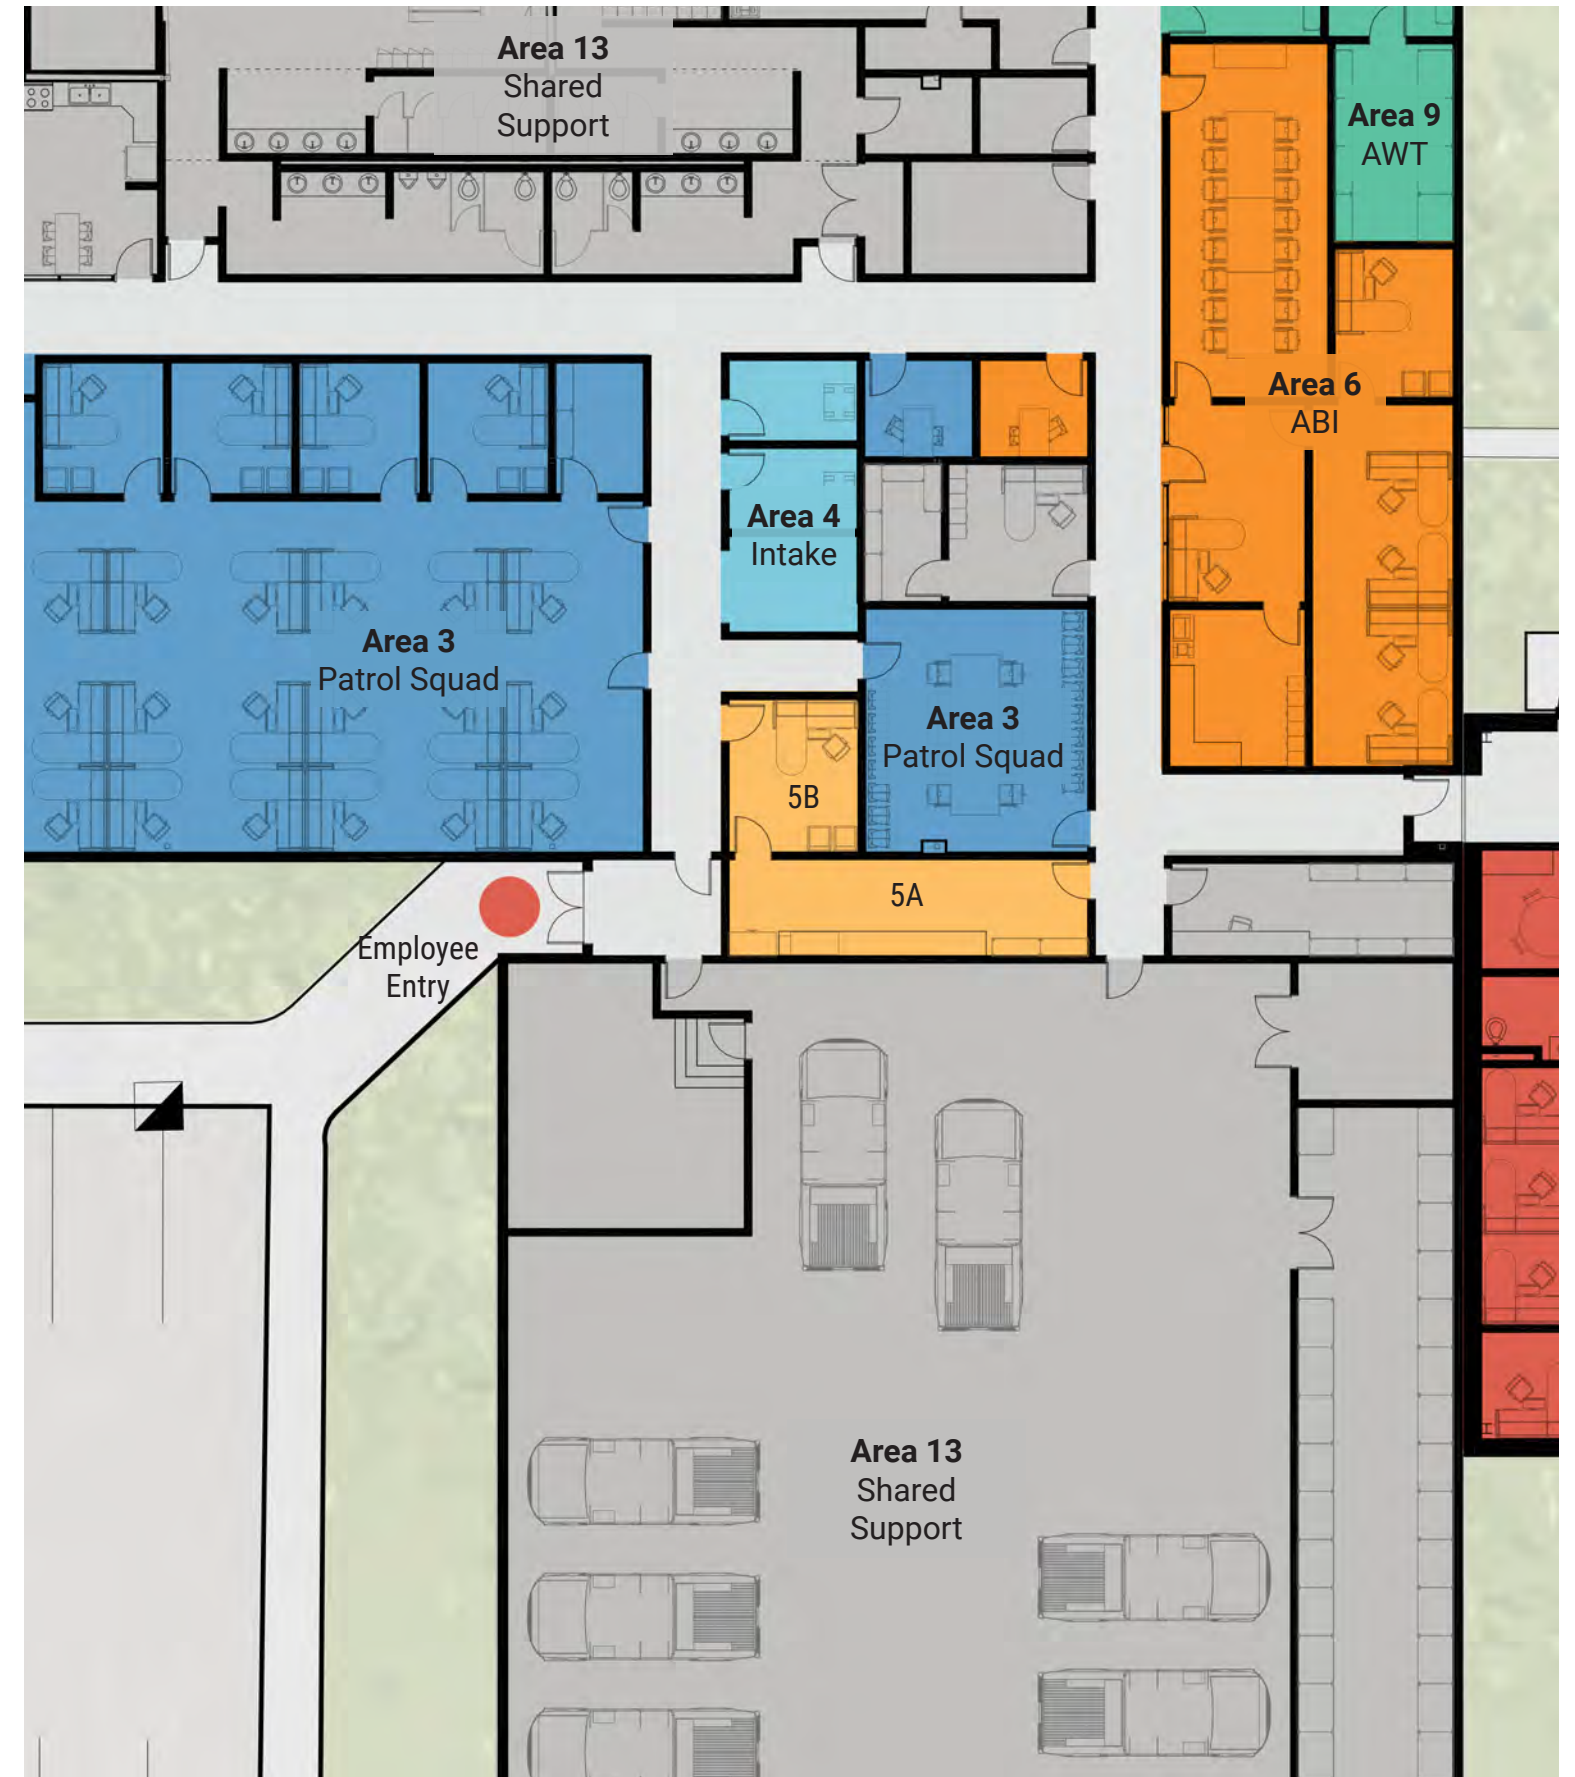 Area 13
Shared
Support
Area 9
AWT
Area 6
ABI
Area 4
Intake
Area 3
Patrol Squad
Area 3
Patrol Squad
5B
5A
Employee
Entry
Area 13
Shared
Support